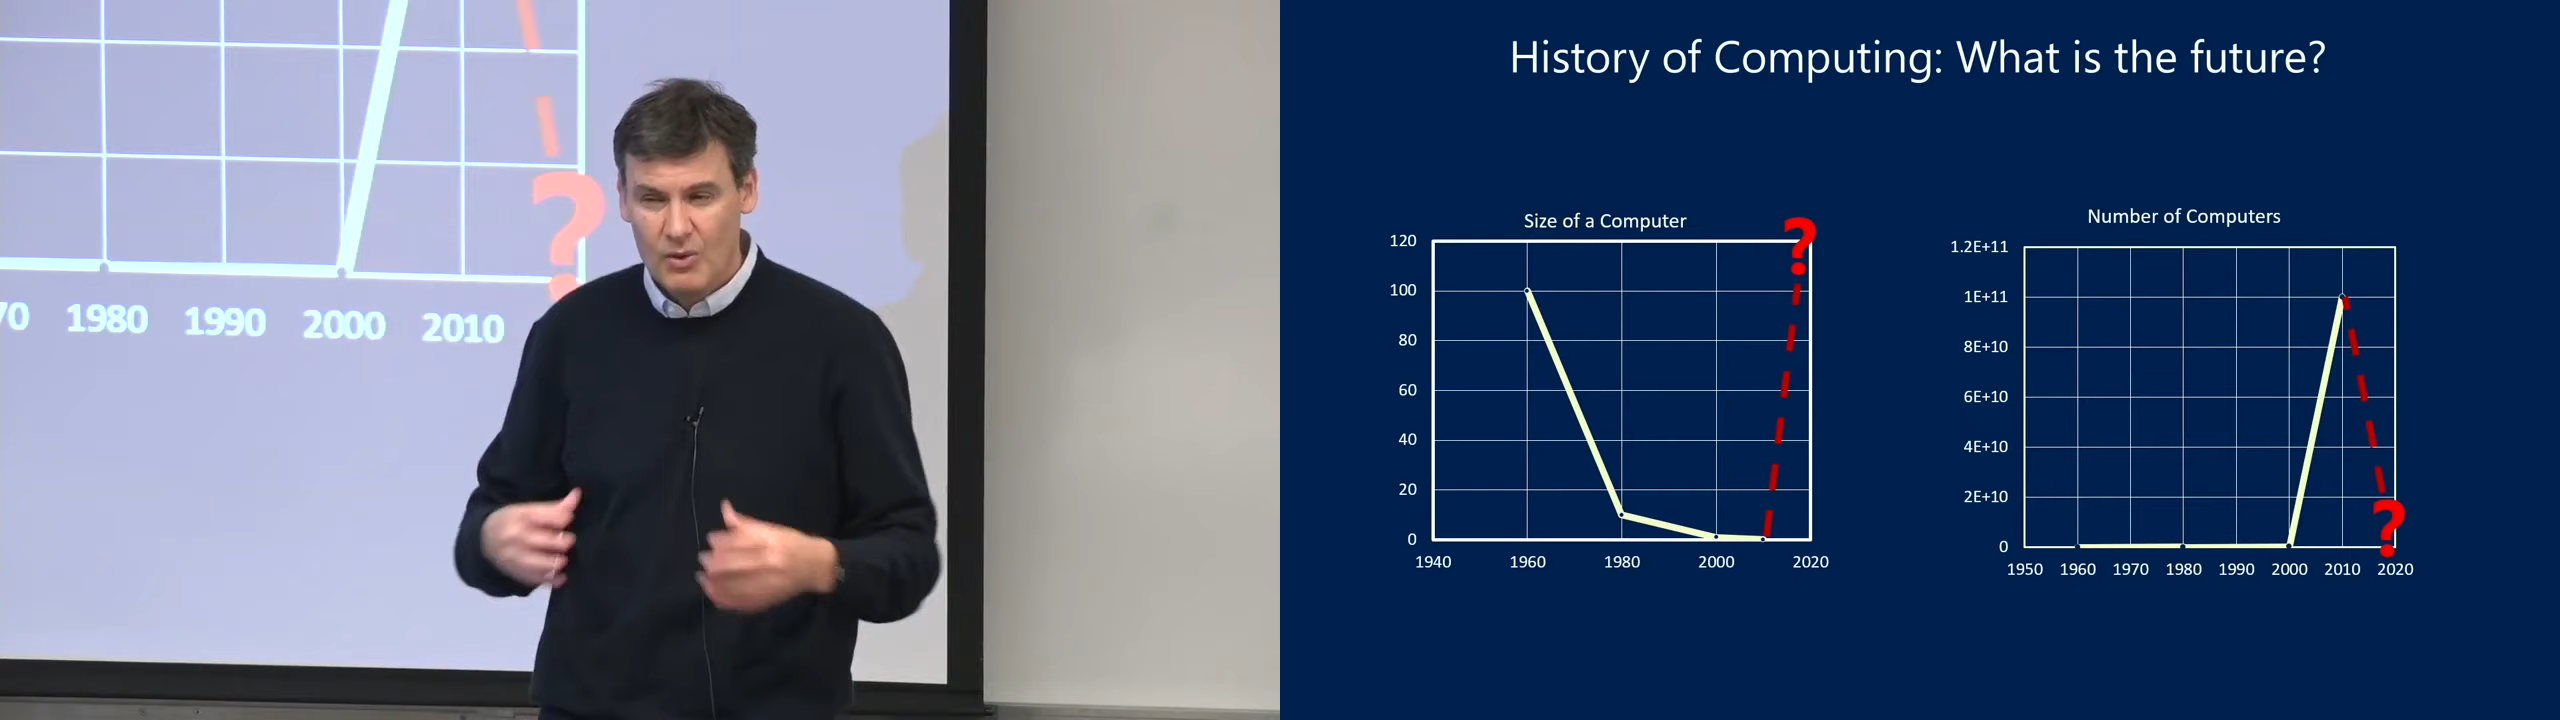 70 1980 1990 2000 2010
?
History of Computing: What is the future?
Size of a Computer
120
100
80
60
40
20
0
1940 1960 1980 2000 2020
?
Number of Computers
1.2E+11
1E+11
8E+10
6E+10
4E+10
2E+10
0
1950 1960 1970 1980 1990 2000 2010 2020
?